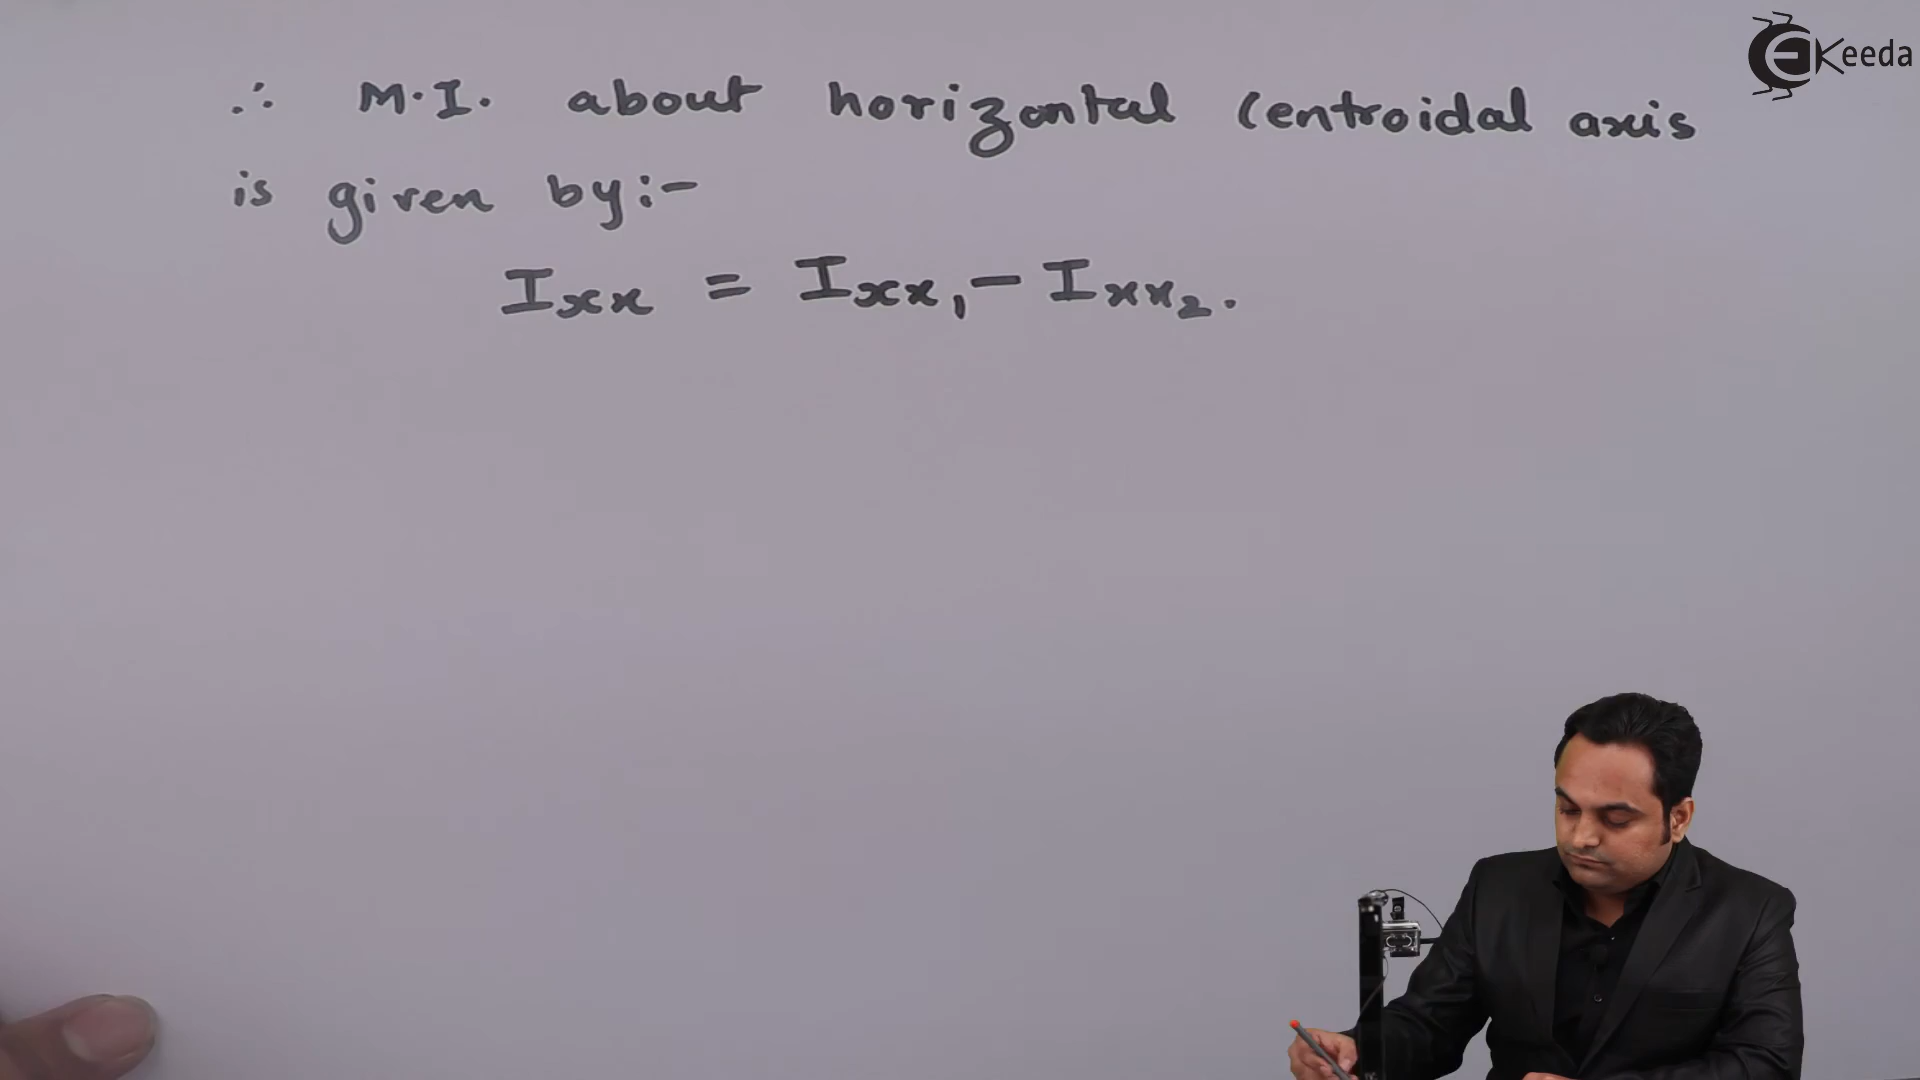 eKeeda
∴ M.I. about horizontal centroidal axis
is given by:-
Ixx = Ixx₁ - Ixx₂.